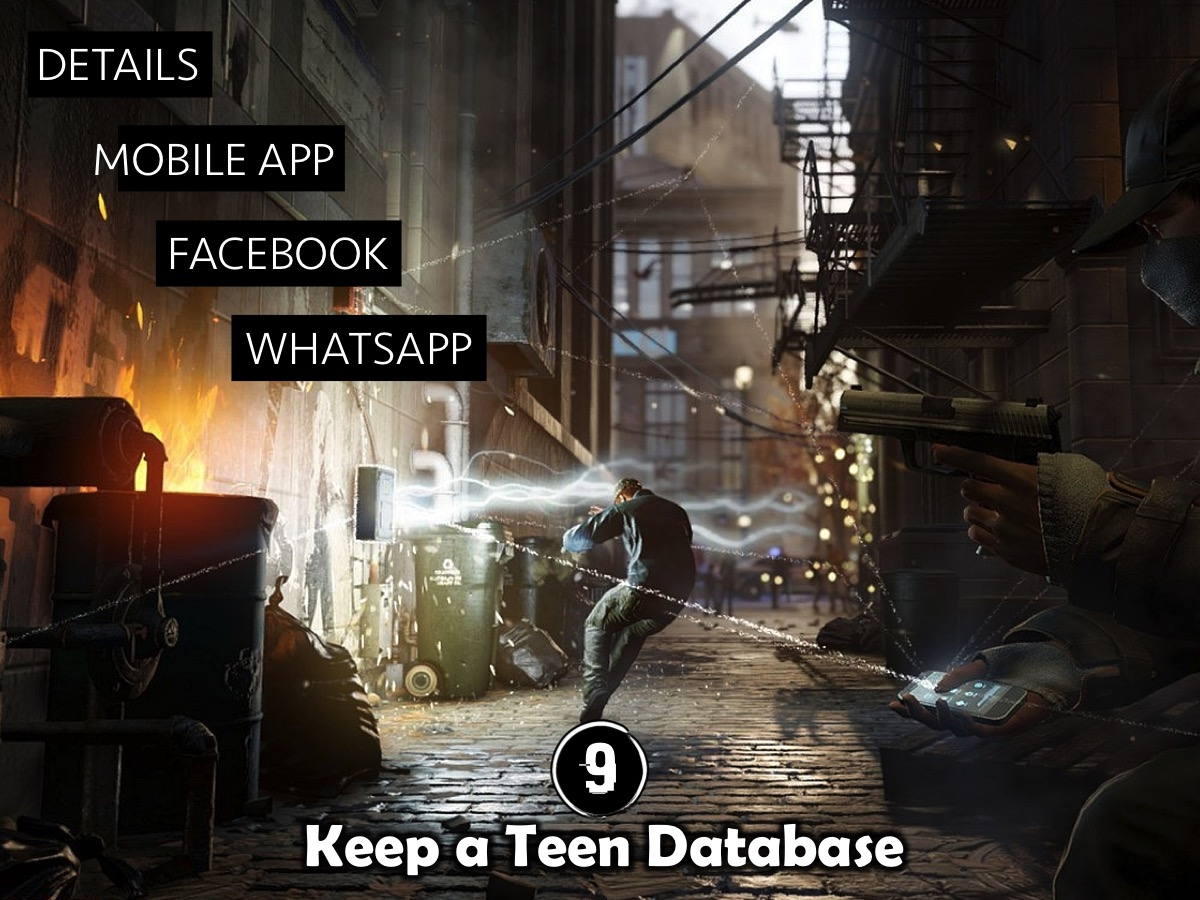 DETAILS
MOBILE APP
FACEBOOK
WHATSAPP
9
Keep a Teen Database